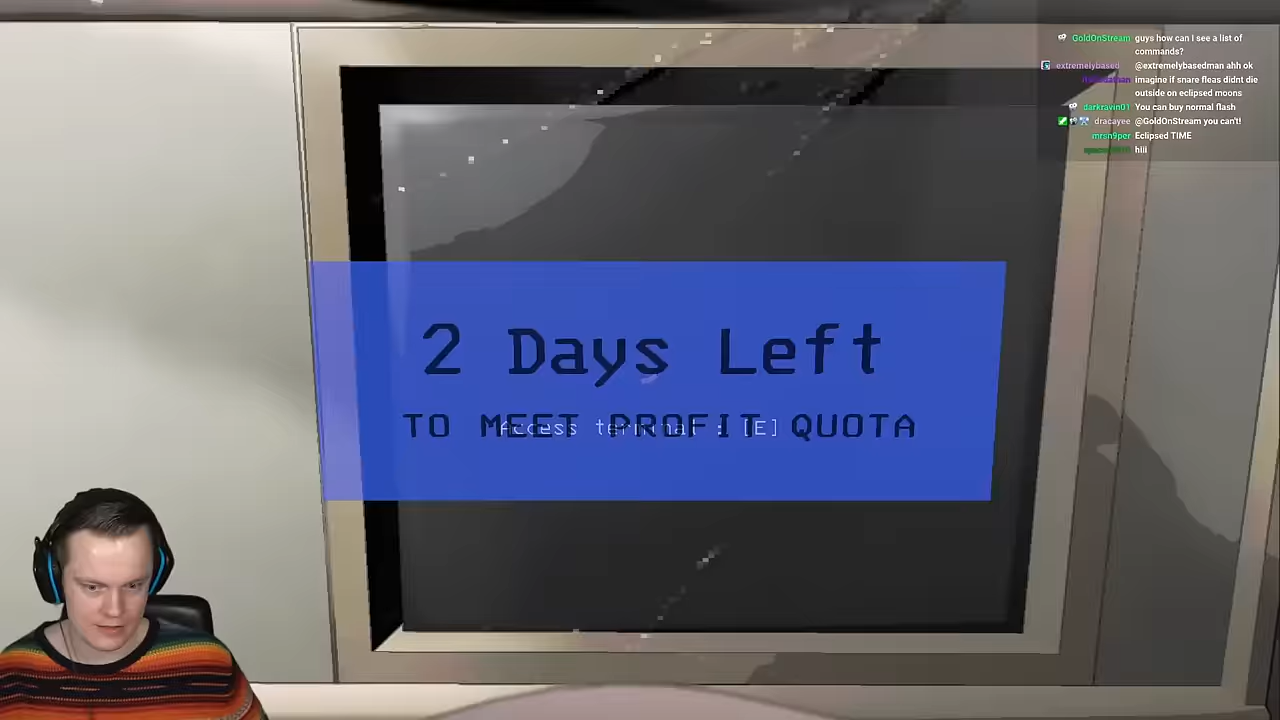 GoldOnStream guys how can I see a list of
commands?
extremelybased @extremelybasedman ahh ok
imagine if snare fleas didnt die
outside on eclipsed moons
darkravin01 You can buy normal flash
dracayee @GoldOnStream you can't!
mrsn9per Eclipsed TIME
hiii
2 Days Left
TO MEET PROFIT QUOTA
Access terminal : [E]